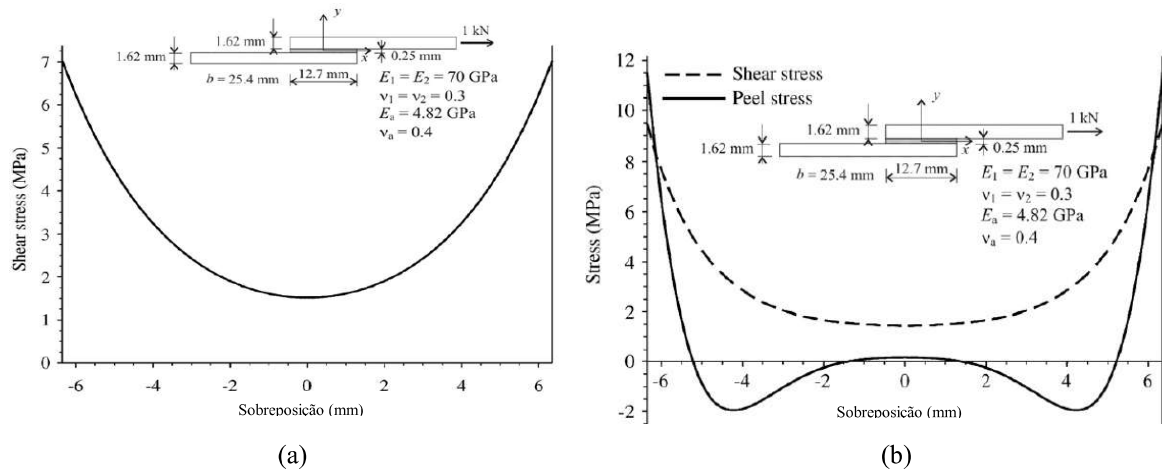 y
1 kN
1.62 mm
x
1.62 mm
0.25 mm
b = 25.4 mm
12.7 mm
E1 = E2 = 70 GPa
ν1 = ν2 = 0.3
Ea = 4.82 GPa
νa = 0.4
Shear stress (MPa)
7
6
5
4
3
2
1
0
-6 -4 -2 0 2 4 6
Sobreposição (mm)
(a)
Shear stress
Peel stress
y
1 kN
1.62 mm
x
1.62 mm
0.25 mm
b = 25.4 mm
12.7 mm
E1 = E2 = 70 GPa
ν1 = ν2 = 0.3
Ea = 4.82 GPa
νa = 0.4
Stress (MPa)
12
10
8
6
4
2
0
-2
-6 -4 -2 0 2 4 6
Sobreposição (mm)
(b)